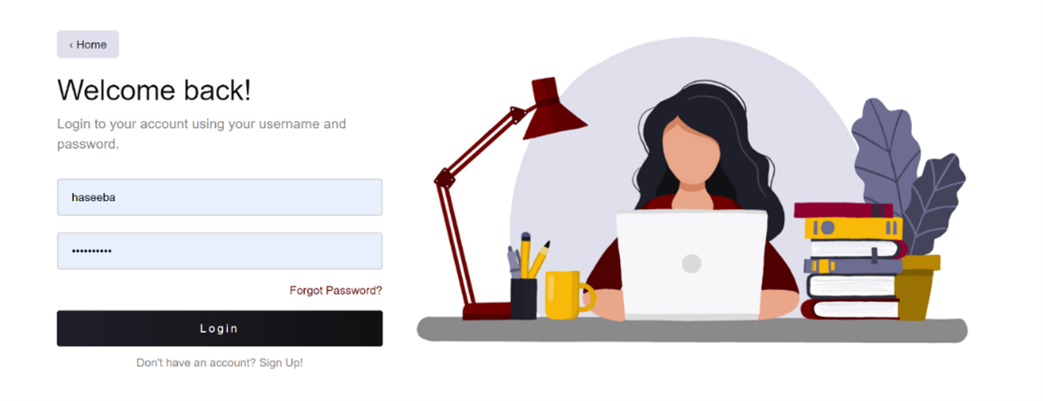 ‹ Home
Welcome back!
Login to your account using your username and
password.
haseeba
••••••••••
Forgot Password?
Login
Don't have an account? Sign Up!